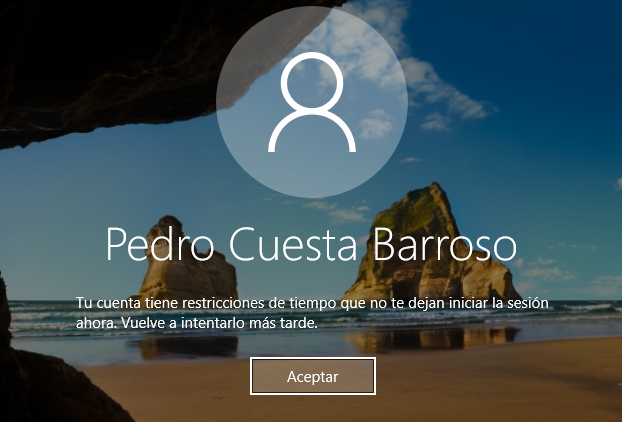 Pedro Cuesta Barroso
Tu cuenta tiene restricciones de tiempo que no te dejan iniciar la sesión
ahora. Vuelve a intentarlo más tarde.
Aceptar